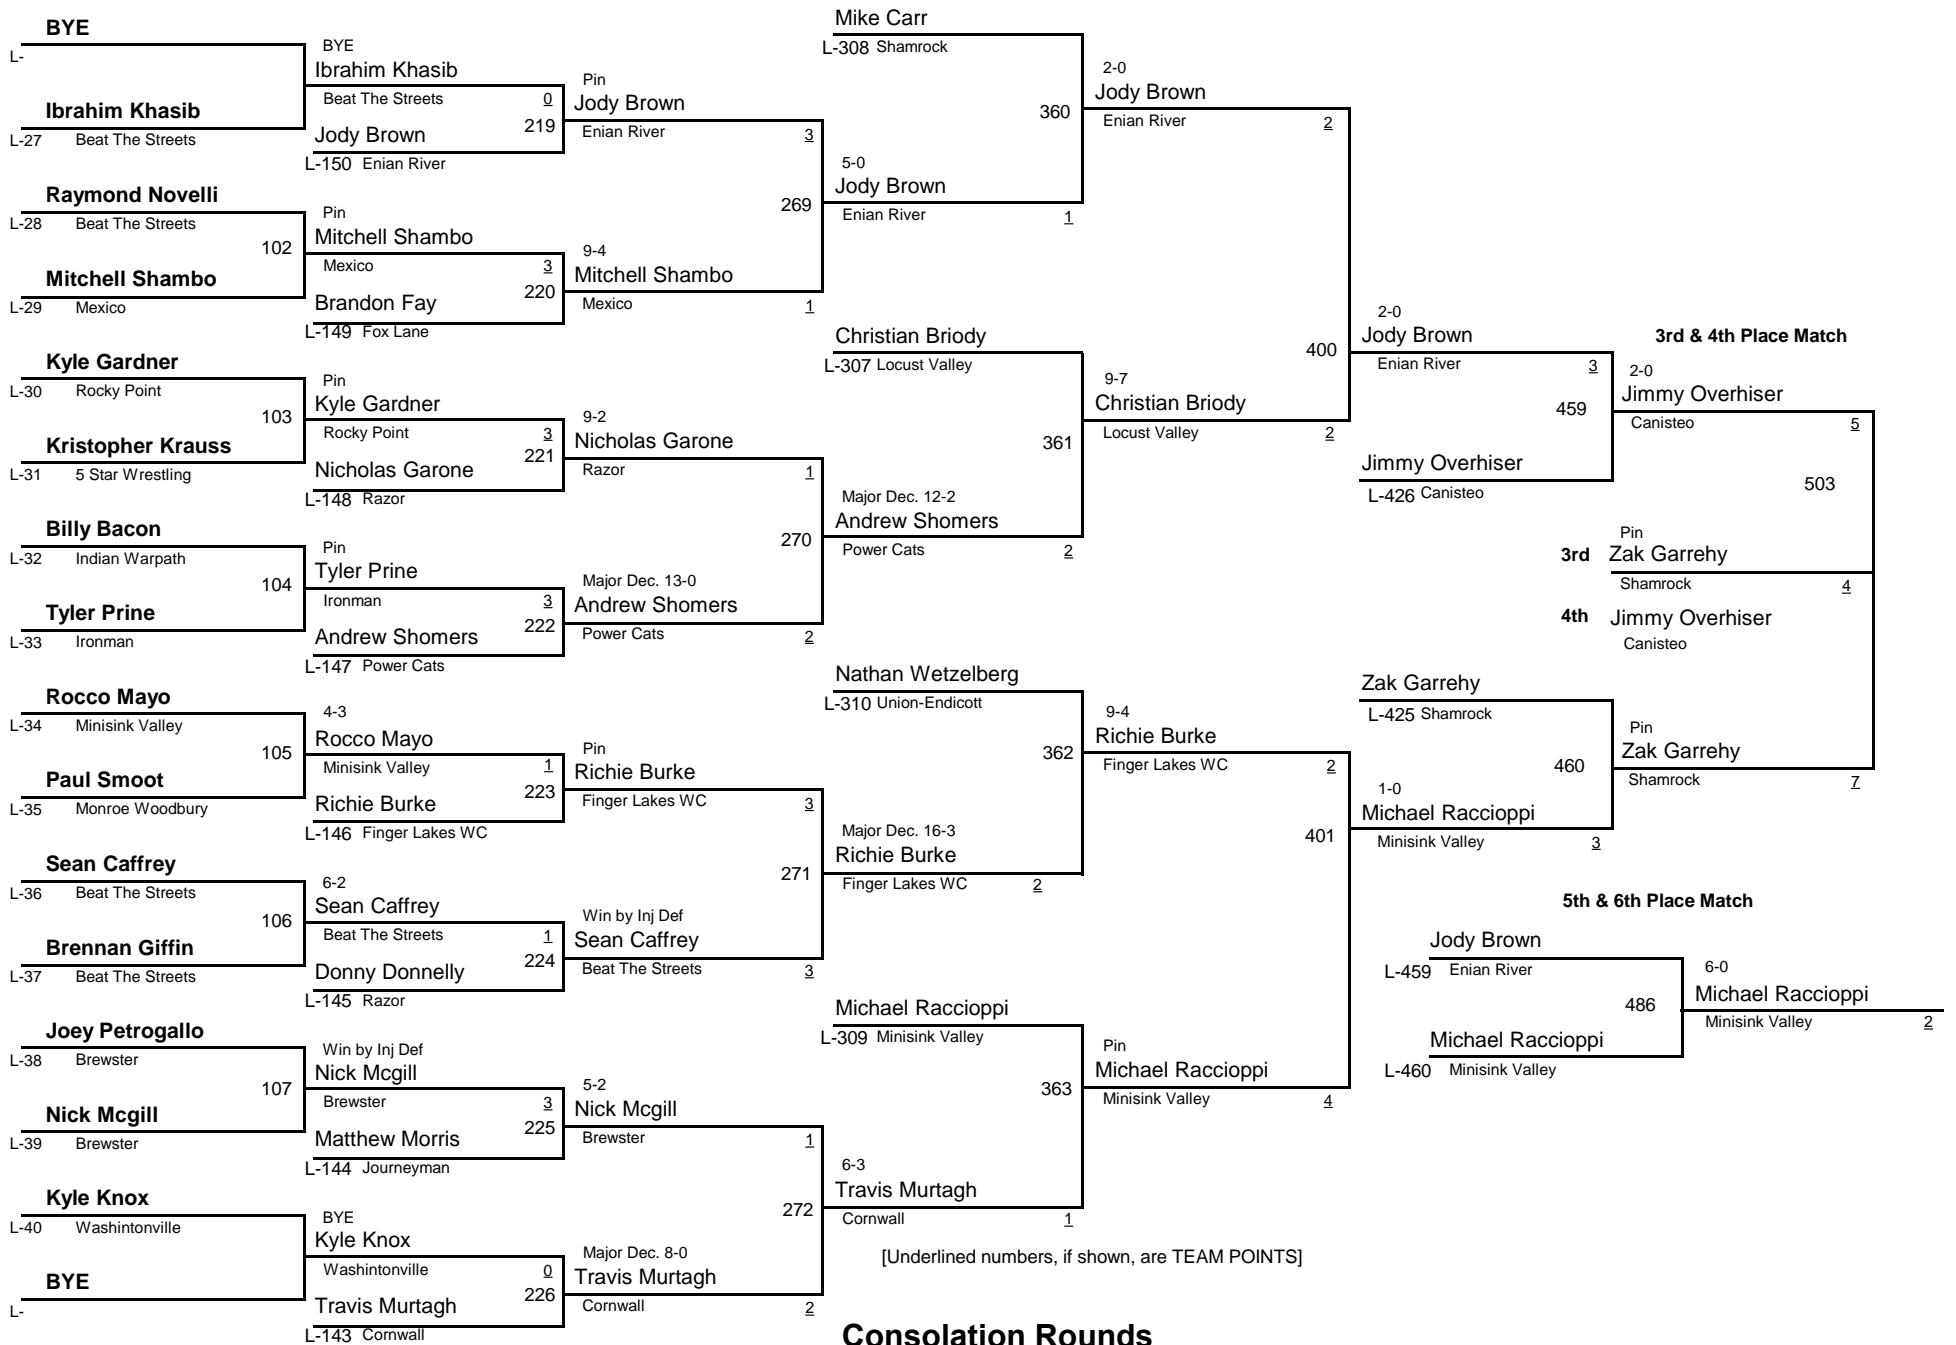 BYE
L-
Ibrahim Khasib
L-27 Beat The Streets
Raymond Novelli
L-28 Beat The Streets
102
Mitchell Shambo
L-29 Mexico
Kyle Gardner
L-30 Rocky Point
103
Kristopher Krauss
L-31 5 Star Wrestling
Billy Bacon
L-32 Indian Warpath
104
Tyler Prine
L-33 Ironman
Rocco Mayo
L-34 Minisink Valley
105
Paul Smoot
L-35 Monroe Woodbury
Sean Caffrey
L-36 Beat The Streets
106
Brennan Giffin
L-37 Beat The Streets
Joey Petrogallo
L-38 Brewster
107
Nick Mcgill
L-39 Brewster
Kyle Knox
L-40 Washintonville
BYE
L-
BYE
Ibrahim Khasib
Beat The Streets 0
219
Jody Brown
L-150 Enian River
Pin
Mitchell Shambo
Mexico 3
220
Brandon Fay
L-149 Fox Lane
Pin
Kyle Gardner
Rocky Point 3
221
Nicholas Garone
L-148 Razor
Pin
Tyler Prine
Ironman 3
222
Andrew Shomers
L-147 Power Cats
4-3
Rocco Mayo
Minisink Valley 1
223
Richie Burke
L-146 Finger Lakes WC
6-2
Sean Caffrey
Beat The Streets 1
224
Donny Donnelly
L-145 Razor
Win by Inj Def
Nick Mcgill
Brewster 3
225
Matthew Morris
L-144 Journeyman
BYE
Kyle Knox
Washintonville 0
226
Travis Murtagh
L-143 Cornwall
Pin
Jody Brown
Enian River 3
269
9-4
Mitchell Shambo
Mexico 1
9-2
Nicholas Garone
Razor 1
270
Major Dec. 13-0
Andrew Shomers
Power Cats 2
Pin
Richie Burke
Finger Lakes WC 3
271
Win by Inj Def
Sean Caffrey
Beat The Streets 3
5-2
Nick Mcgill
Brewster 1
272
Major Dec. 8-0
Travis Murtagh
Cornwall 2
Mike Carr
L-308 Shamrock
360
5-0
Jody Brown
Enian River 1
Christian Briody
L-307 Locust Valley
361
Major Dec. 12-2
Andrew Shomers
Power Cats 2
Nathan Wetzelberg
L-310 Union-Endicott
362
Major Dec. 16-3
Richie Burke
Finger Lakes WC 2
Michael Raccioppi
L-309 Minisink Valley
363
6-3
Travis Murtagh
Cornwall 1
2-0
Jody Brown
Enian River 2
400
9-7
Christian Briody
Locust Valley 2
9-4
Richie Burke
Finger Lakes WC 2
401
Pin
Michael Raccioppi
Minisink Valley 4
2-0
Jody Brown
Enian River 3
459
Jimmy Overhiser
L-426 Canisteo
Zak Garrehy
L-425 Shamrock
460
1-0
Michael Raccioppi
Minisink Valley 3
3rd & 4th Place Match
2-0
Jimmy Overhiser
Canisteo 5
503
Pin
3rd Zak Garrehy
Shamrock 4
4th Jimmy Overhiser
Canisteo
Pin
Zak Garrehy
Shamrock 7
5th & 6th Place Match
Jody Brown
L-459 Enian River
486
Michael Raccioppi
L-460 Minisink Valley
6-0
Michael Raccioppi
Minisink Valley 2
[Underlined numbers, if shown, are TEAM POINTS]
Consolation Rounds